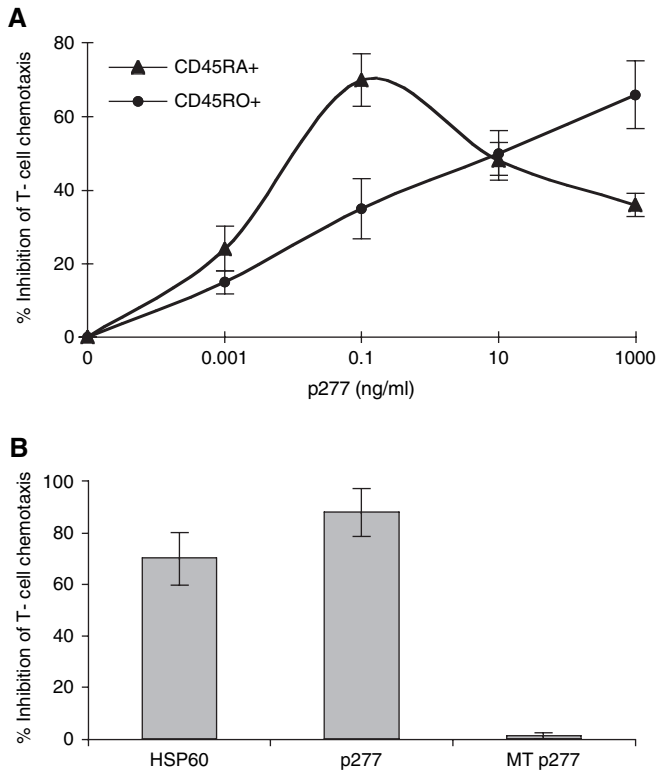 A
% Inhibition of T- cell chemotaxis
80
60
40
20
0
CD45RA+
CD45RO+
0 0.001 0.1 10 1000
p277 (ng/ml)
B
% Inhibition of T- cell chemotaxis
100
80
60
40
20
0
HSP60 p277 MT p277